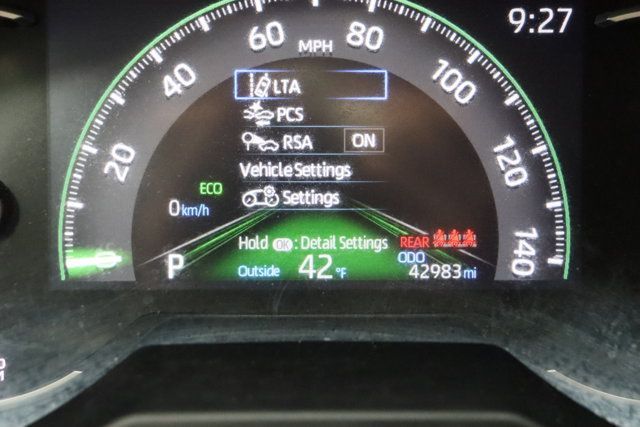 9:27
60 MPH 80
40 100
20 120
0 140
LTA
PCS
RSA ON
Vehicle Settings
Settings
ECO
0 km/h
Hold OK : Detail Settings
REAR
P
Outside 42 °F
ODO
42983 mi